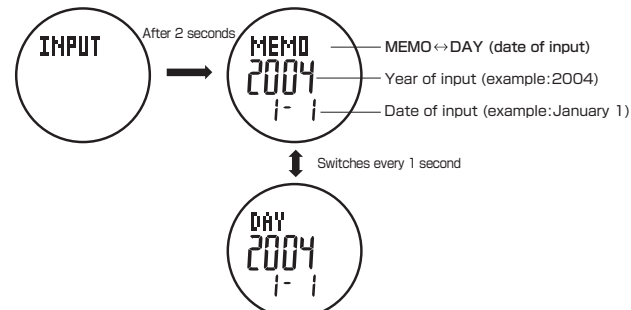 INPUT
After 2 seconds
MEMO
2004
1- 1
MEMO↔DAY (date of input)
Year of input (example:2004)
Date of input (example:January 1)
Switches every 1 second
DAY
2004
1- 1